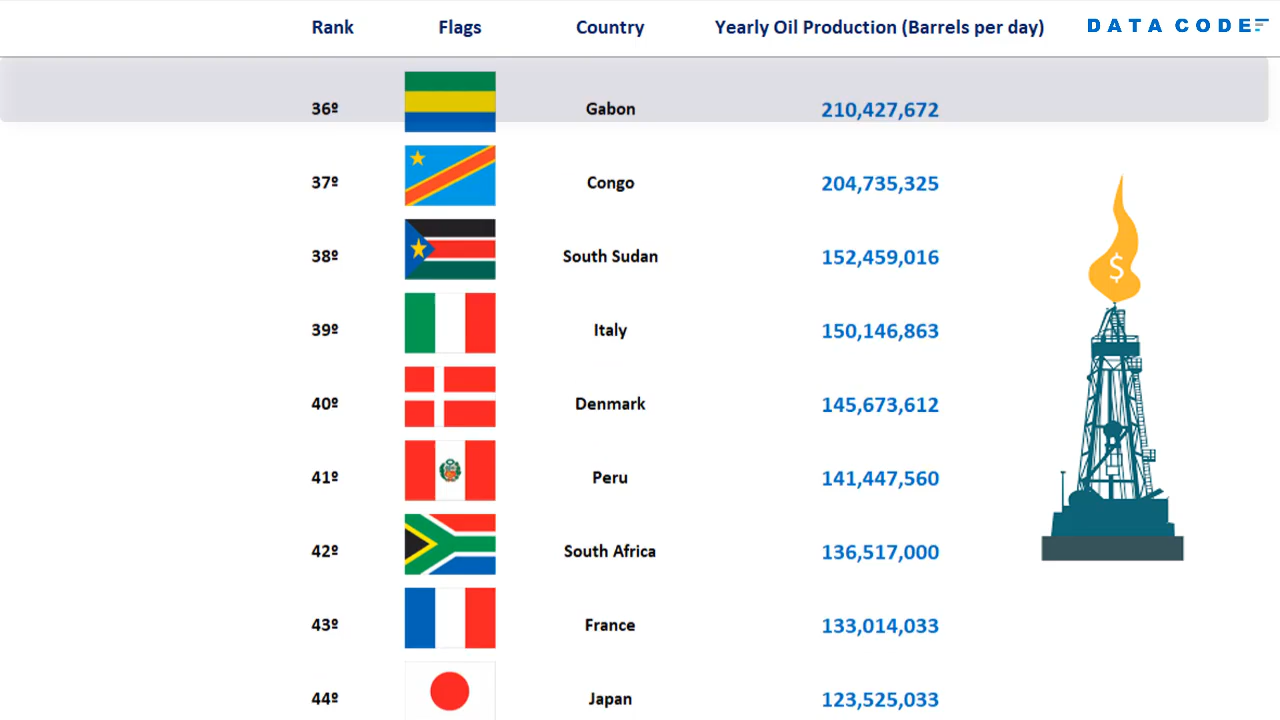 Rank Flags Country Yearly Oil Production (Barrels per day) DATA CODE
36º Gabon 210,427,672
37º Congo 204,735,325
38º South Sudan 152,459,016
39º Italy 150,146,863
40º Denmark 145,673,612
41º Peru 141,447,560
42º South Africa 136,517,000
43º France 133,014,033
44º Japan 123,525,033
$